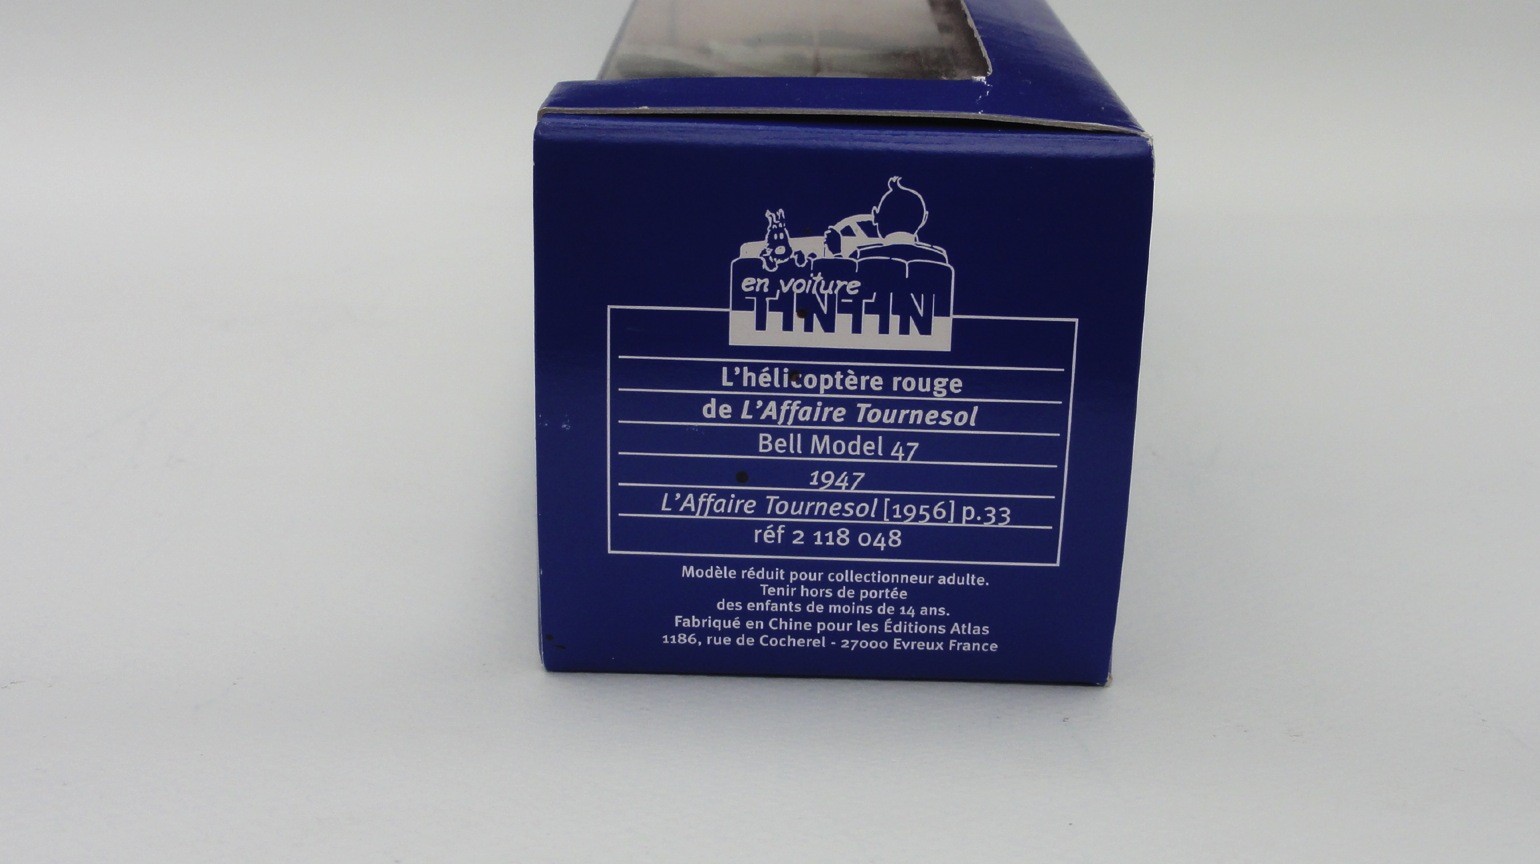 en voiture
TINTIN
L'hélicoptère rouge
de L'Affaire Tournesol
Bell Model 47
1947
L'Affaire Tournesol [1956] p.33
réf 2 118 048
Modèle réduit pour collectionneur adulte.
Tenir hors de portée
des enfants de moins de 14 ans.
Fabriqué en Chine pour les Éditions Atlas
1186, rue de Cocherel - 27000 Evreux France